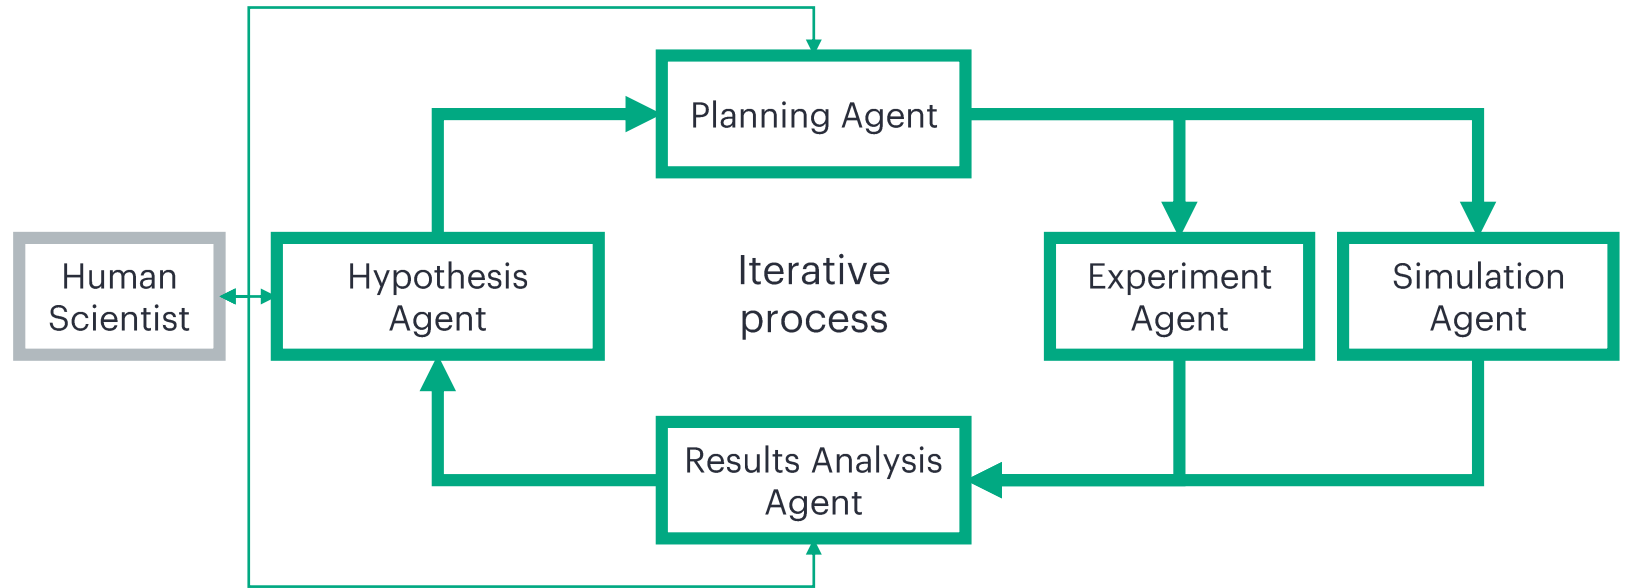 Planning Agent
Human
Scientist
Hypothesis
Agent
Iterative
process
Experiment
Agent
Simulation
Agent
Results Analysis
Agent